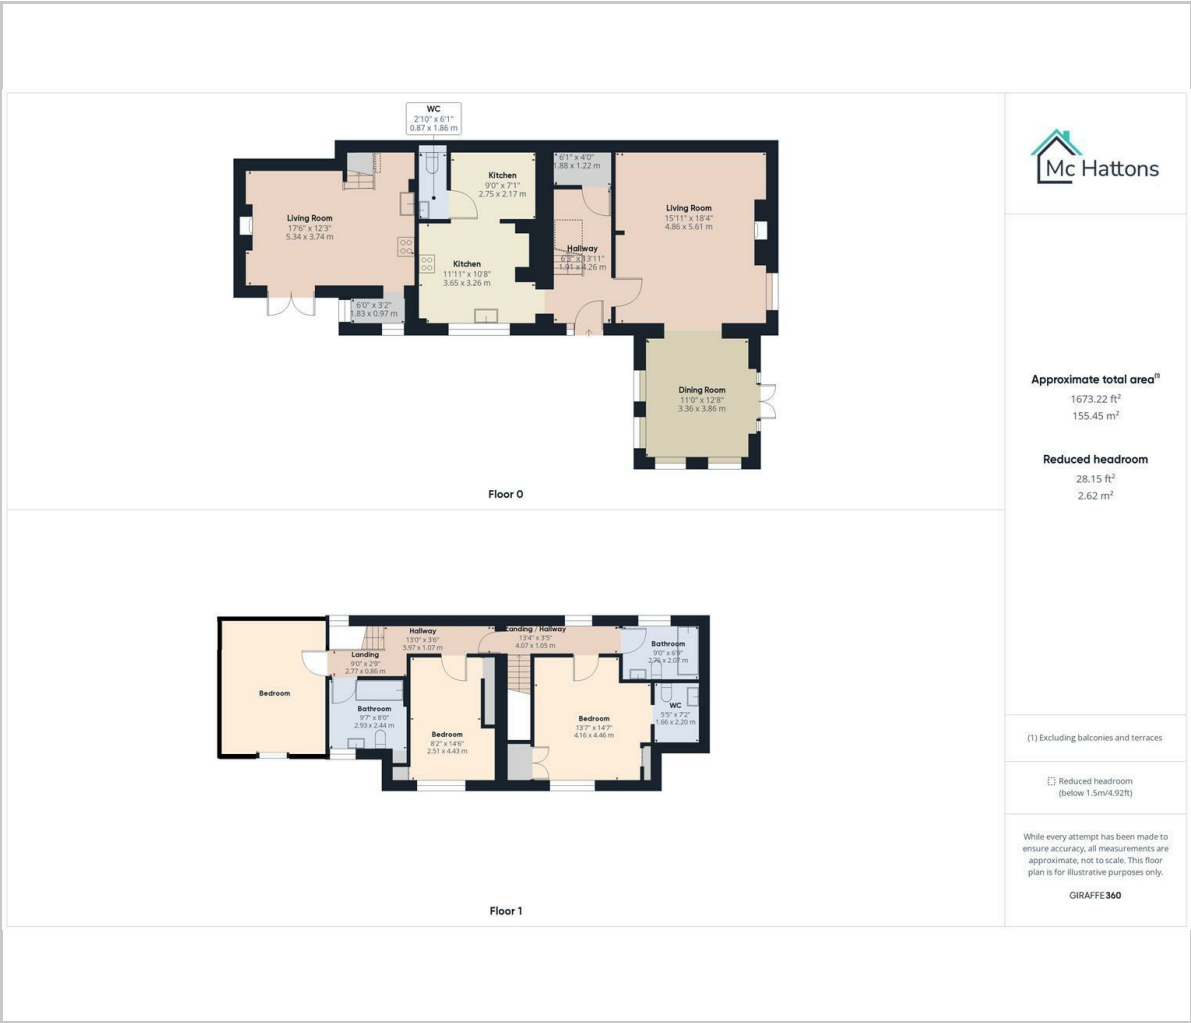 WC
2'10" x 6'1"
0.87 x 1.86 m
Kitchen
9'0" x 7'1"
2.75 x 2.17 m
6'1" x 4'0"
1.88 x 1.22 m
Living Room
17'6" x 12'3"
5.34 x 3.74 m
Living Room
15'11" x 18'4"
4.86 x 5.61 m
Hallway
x 13'11"
1.91 x 4.26 m
Kitchen
11'11" x 10'8"
3.65 x 3.26 m
6'0" x 3'2"
1.83 x 0.97 m
Dining Room
11'0" x 12'8"
3.36 x 3.86 m
Floor 0
Hallway
13'0" x 3'6"
3.97 x 1.07 m
Landing / Hallway
13'4" x 3'5"
4.07 x 1.05 m
Bathroom
9'0" x 6'9"
2.76 x 2.07 m
Landing
9'0" x 2'9"
2.77 x 0.86 m
Bedroom
Bathroom
9'7" x 8'0"
2.93 x 2.44 m
WC
5'5" x 7'2"
1.66 x 2.20 m
Bedroom
8'2" x 14'6"
2.51 x 4.43 m
Bedroom
13'7" x 14'7"
4.16 x 4.46 m
Floor 1
Mc Hattons
Approximate total area(1)
1673.22 ft²
155.45 m²
Reduced headroom
28.15 ft²
2.62 m²
(1) Excluding balconies and terraces
Reduced headroom
(below 1.5m/4.92ft)
While every attempt has been made to
ensure accuracy, all measurements are
approximate, not to scale. This floor
plan is for illustrative purposes only.
GIRAFFE360